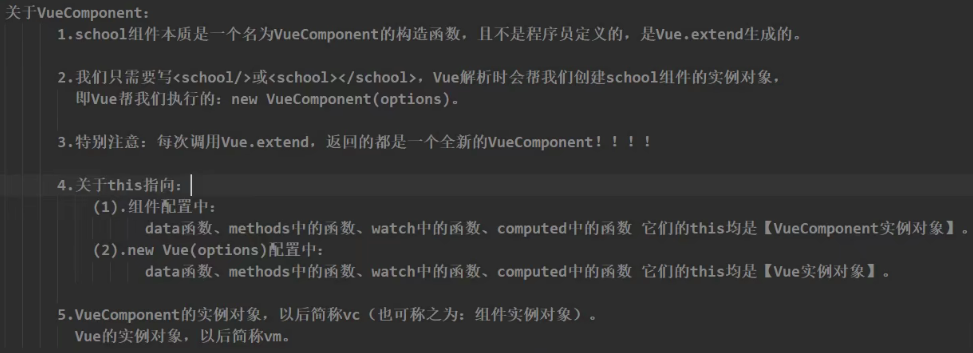 关于VueComponent:
1.school组件本质是一个名为VueComponent的构造函数，且不是程序员定义的，是Vue.extend生成的。
2.我们只需要写<school/>或<school></school>，Vue解析时会帮我们创建school组件的实例对象，
即Vue帮我们执行的：new VueComponent(options)。
3.特别注意：每次调用Vue.extend，返回的都是一个全新的VueComponent！！！！
4.关于this指向：
(1).组件配置中：
data函数、methods中的函数、watch中的函数、computed中的函数 它们的this均是【VueComponent实例对象】。
(2).new Vue(options)配置中：
data函数、methods中的函数、watch中的函数、computed中的函数 它们的this均是【Vue实例对象】。
5.VueComponent的实例对象，以后简称vc（也可称之为：组件实例对象）。
Vue的实例对象，以后简称vm。